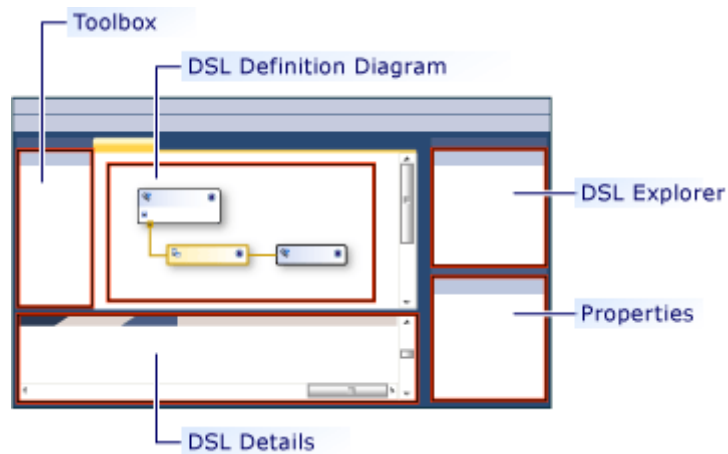 Toolbox
DSL Definition Diagram
DSL Explorer
Properties
DSL Details